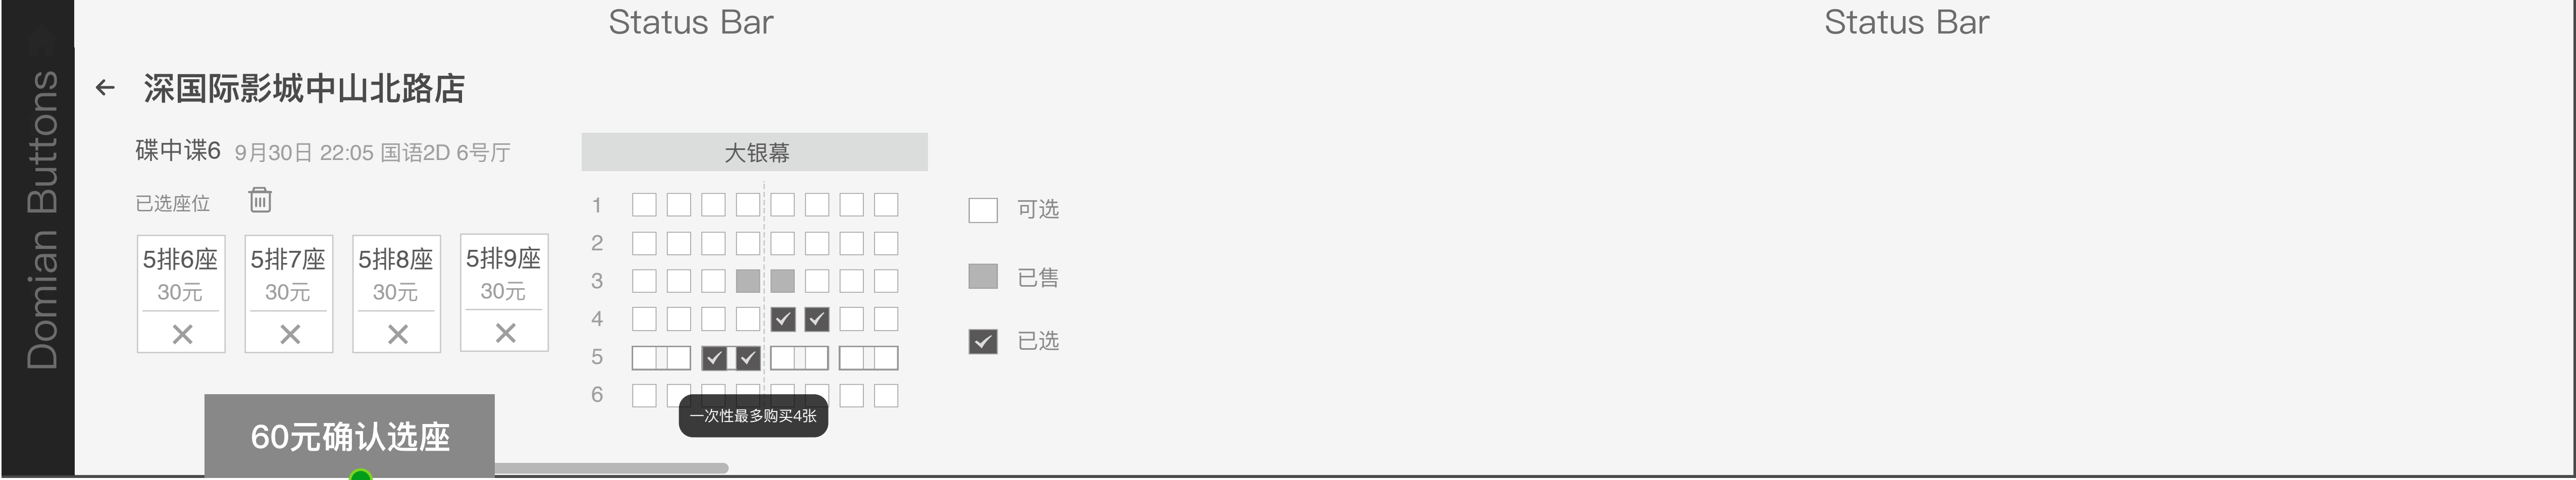 Status Bar
Status Bar
Domian Buttons
深国际影城中山北路店
碟中谍6 9月30日 22:05 国语2D 6号厅
已选座位
5排6座
30元
5排7座
30元
5排8座
30元
5排9座
30元
60元确认选座
大银幕
1
2
3
4
5
6
一次性最多购买4张
可选
已售
已选